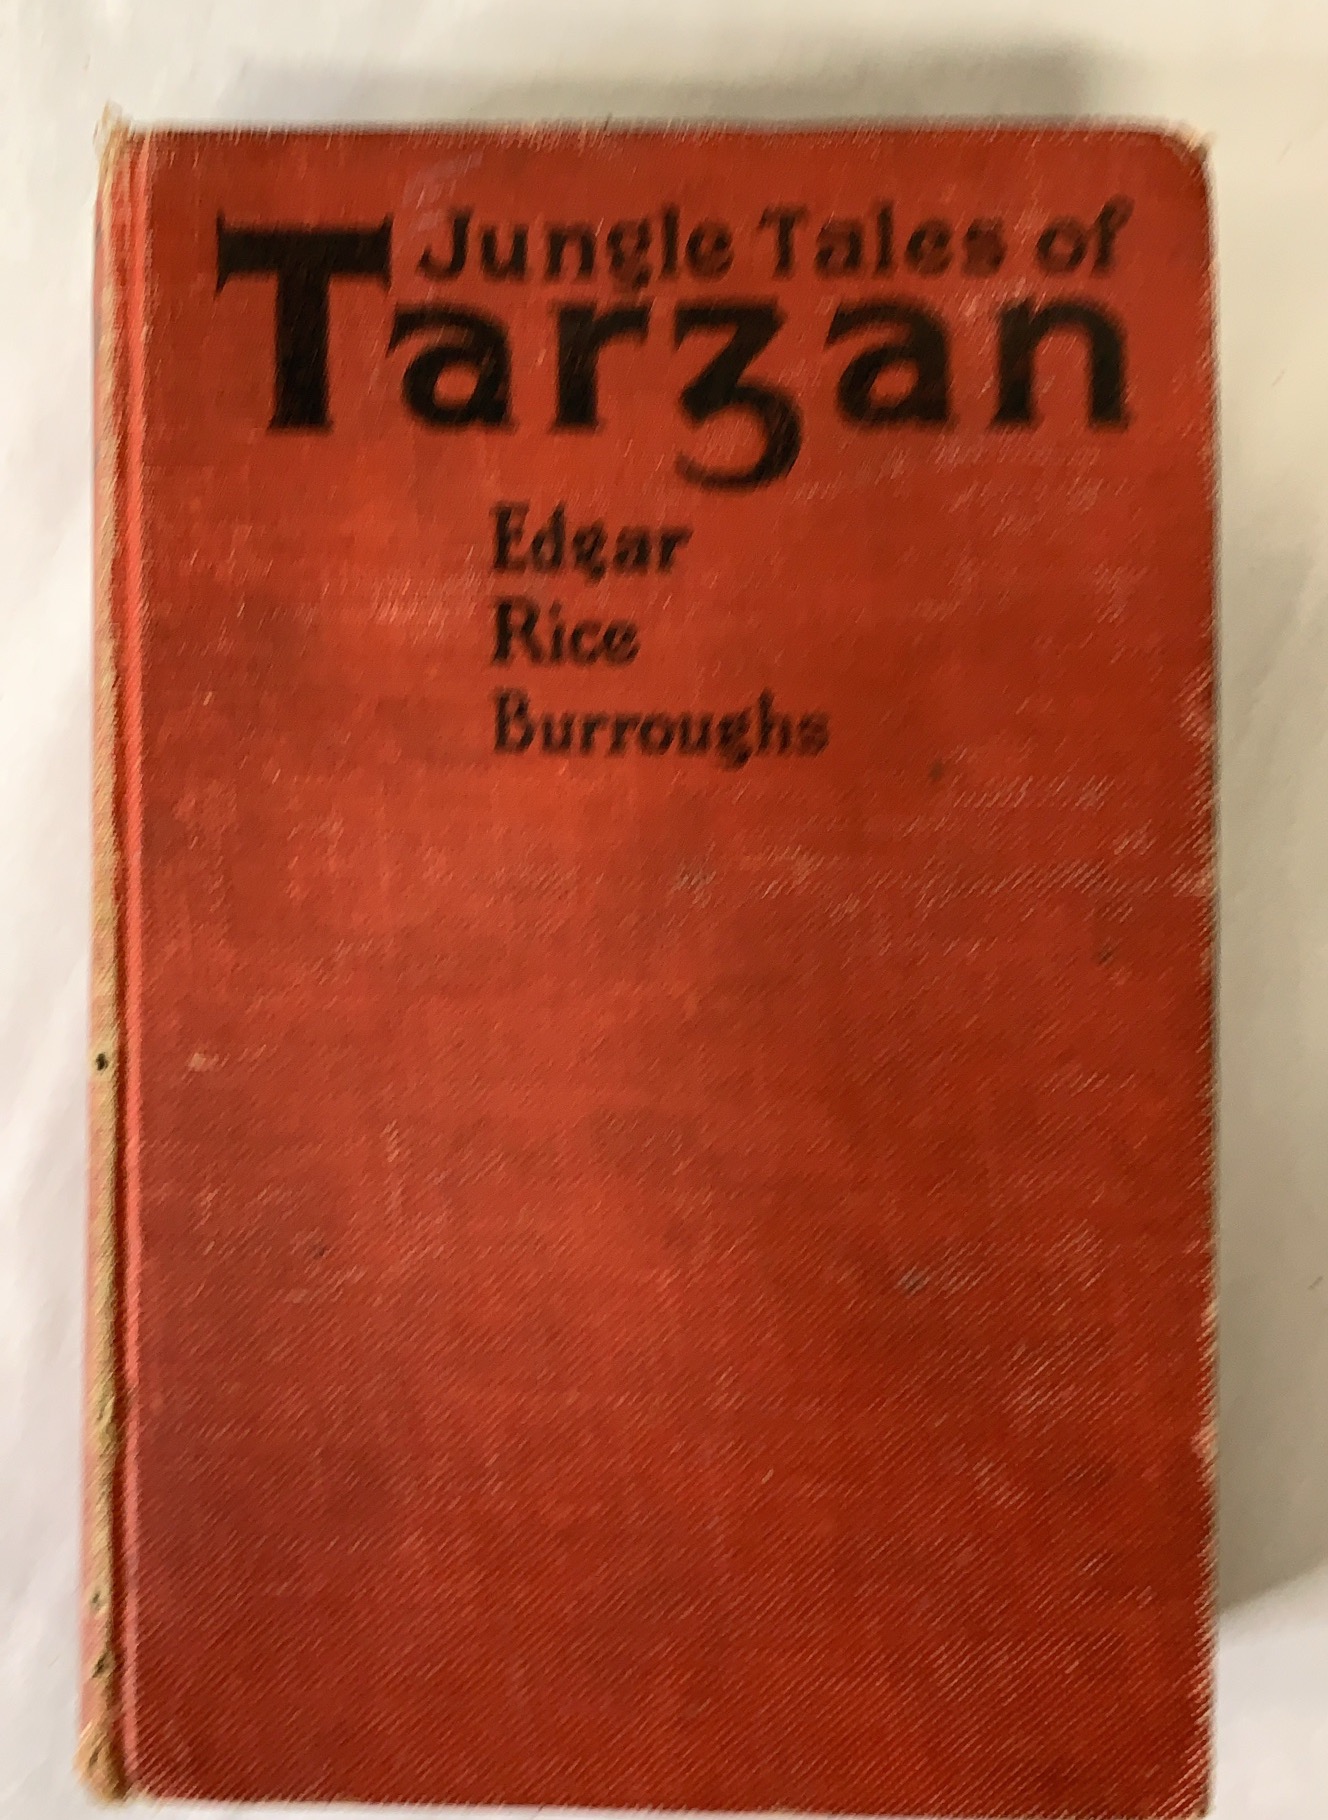 Jungle Tales of
Tarzan
Edgar
Rice
Burroughs